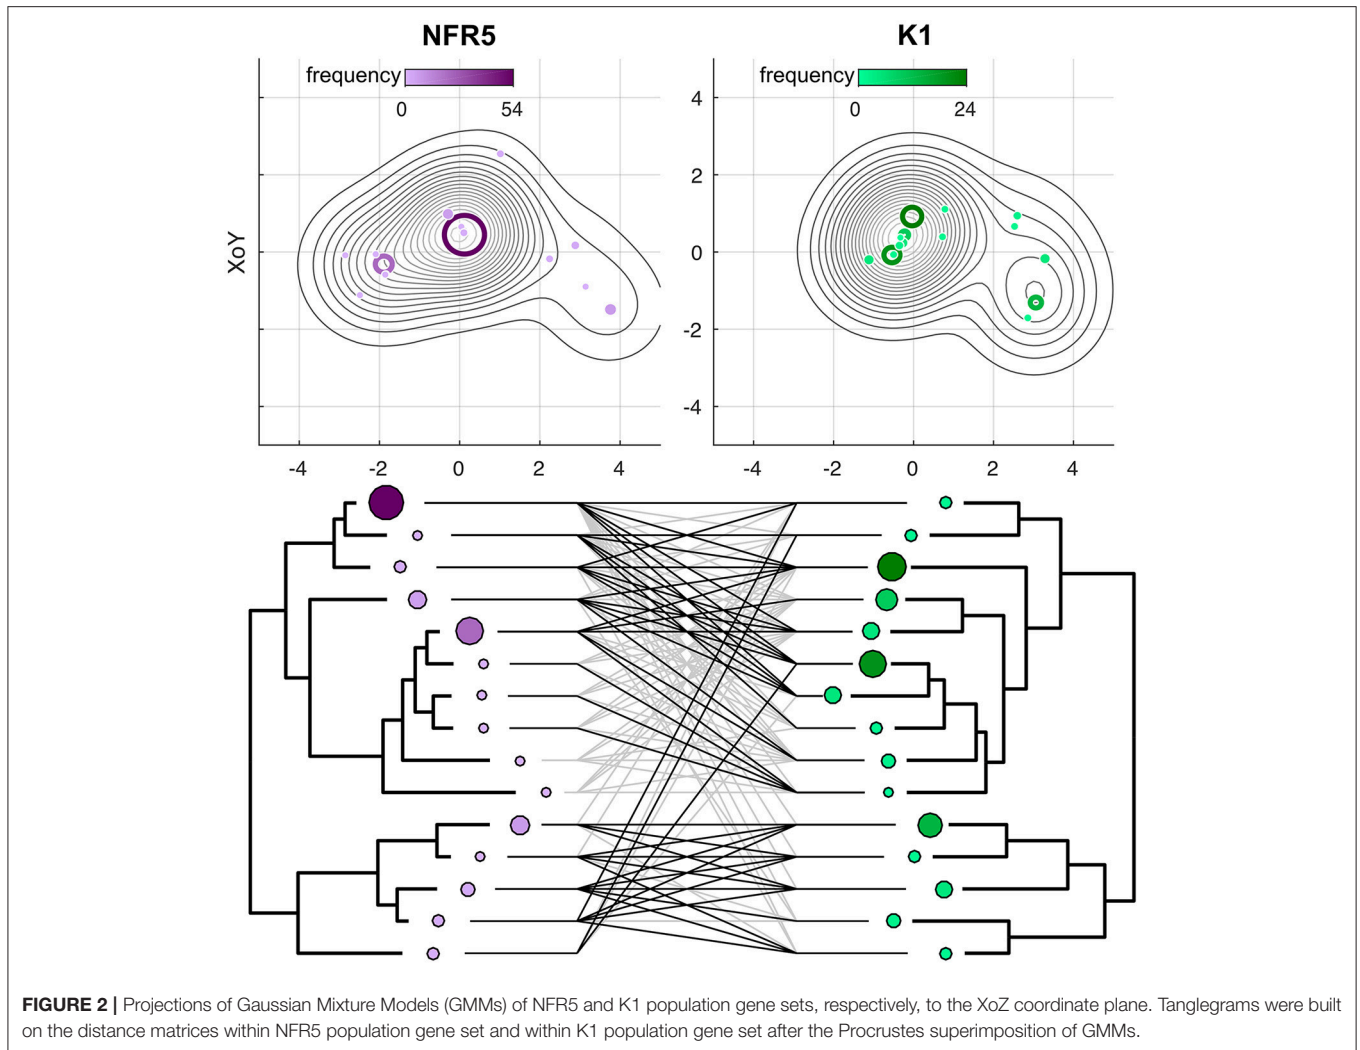 NFR5
K1
frequency
0
54
frequency
0
24
XoY
4
2
0
-2
-4
-4
-2
0
2
4
-4
-2
0
2
4
FIGURE 2 | Projections of Gaussian Mixture Models (GMMs) of NFR5 and K1 population gene sets, respectively, to the XoZ coordinate plane. Tanglegrams were built
on the distance matrices within NFR5 population gene set and within K1 population gene set after the Procrustes superimposition of GMMs.